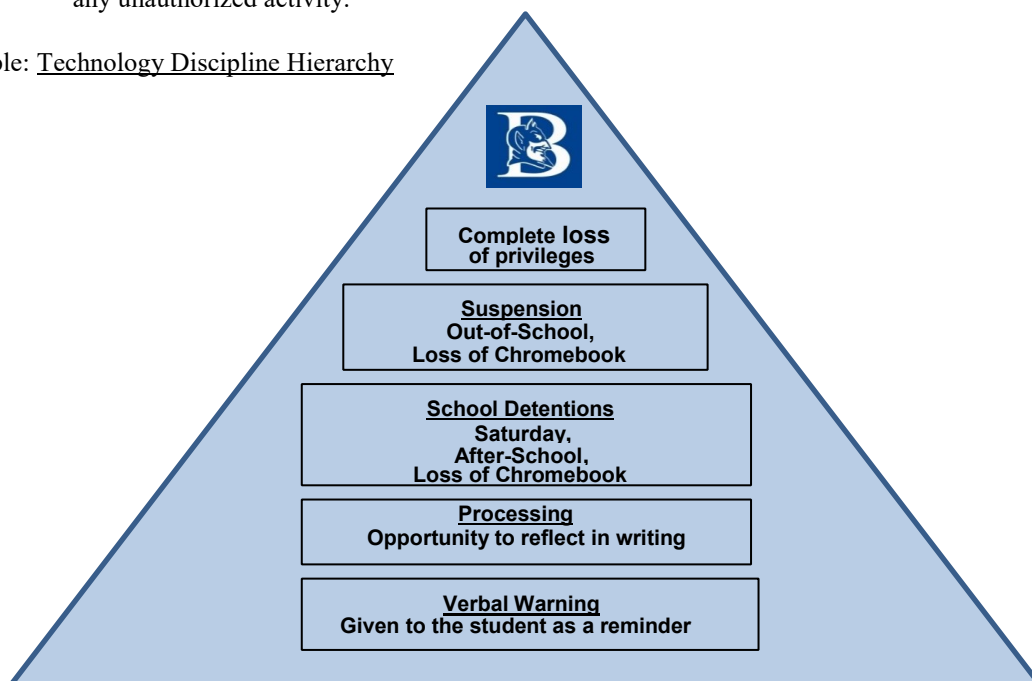 any unauthorized activity.
ple: Technology Discipline Hierarchy
B
Complete loss
of privileges
Suspension
Out-of-School,
Loss of Chromebook
School Detentions
Saturday,
After-School,
Loss of Chromebook
Processing
Opportunity to reflect in writing
Verbal Warning
Given to the student as a reminder